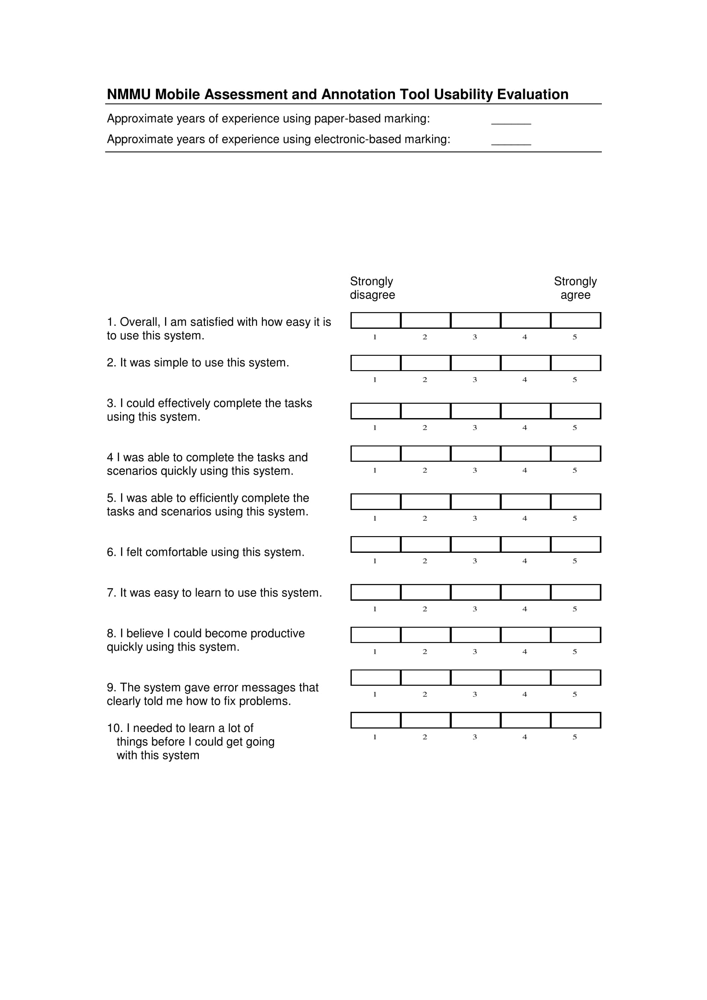 NMMU Mobile Assessment and Annotation Tool Usability Evaluation
Approximate years of experience using paper-based marking: ______
Approximate years of experience using electronic-based marking: ______
Strongly disagree
Strongly agree
1. Overall, I am satisfied with how easy it is
to use this system.
1 2 3 4 5
2. It was simple to use this system.
1 2 3 4 5
3. I could effectively complete the tasks
using this system.
1 2 3 4 5
4 I was able to complete the tasks and
scenarios quickly using this system.
1 2 3 4 5
5. I was able to efficiently complete the
tasks and scenarios using this system.
1 2 3 4 5
6. I felt comfortable using this system.
1 2 3 4 5
7. It was easy to learn to use this system.
1 2 3 4 5
8. I believe I could become productive
quickly using this system.
1 2 3 4 5
9. The system gave error messages that
clearly told me how to fix problems.
1 2 3 4 5
10. I needed to learn a lot of
things before I could get going
with this system
1 2 3 4 5